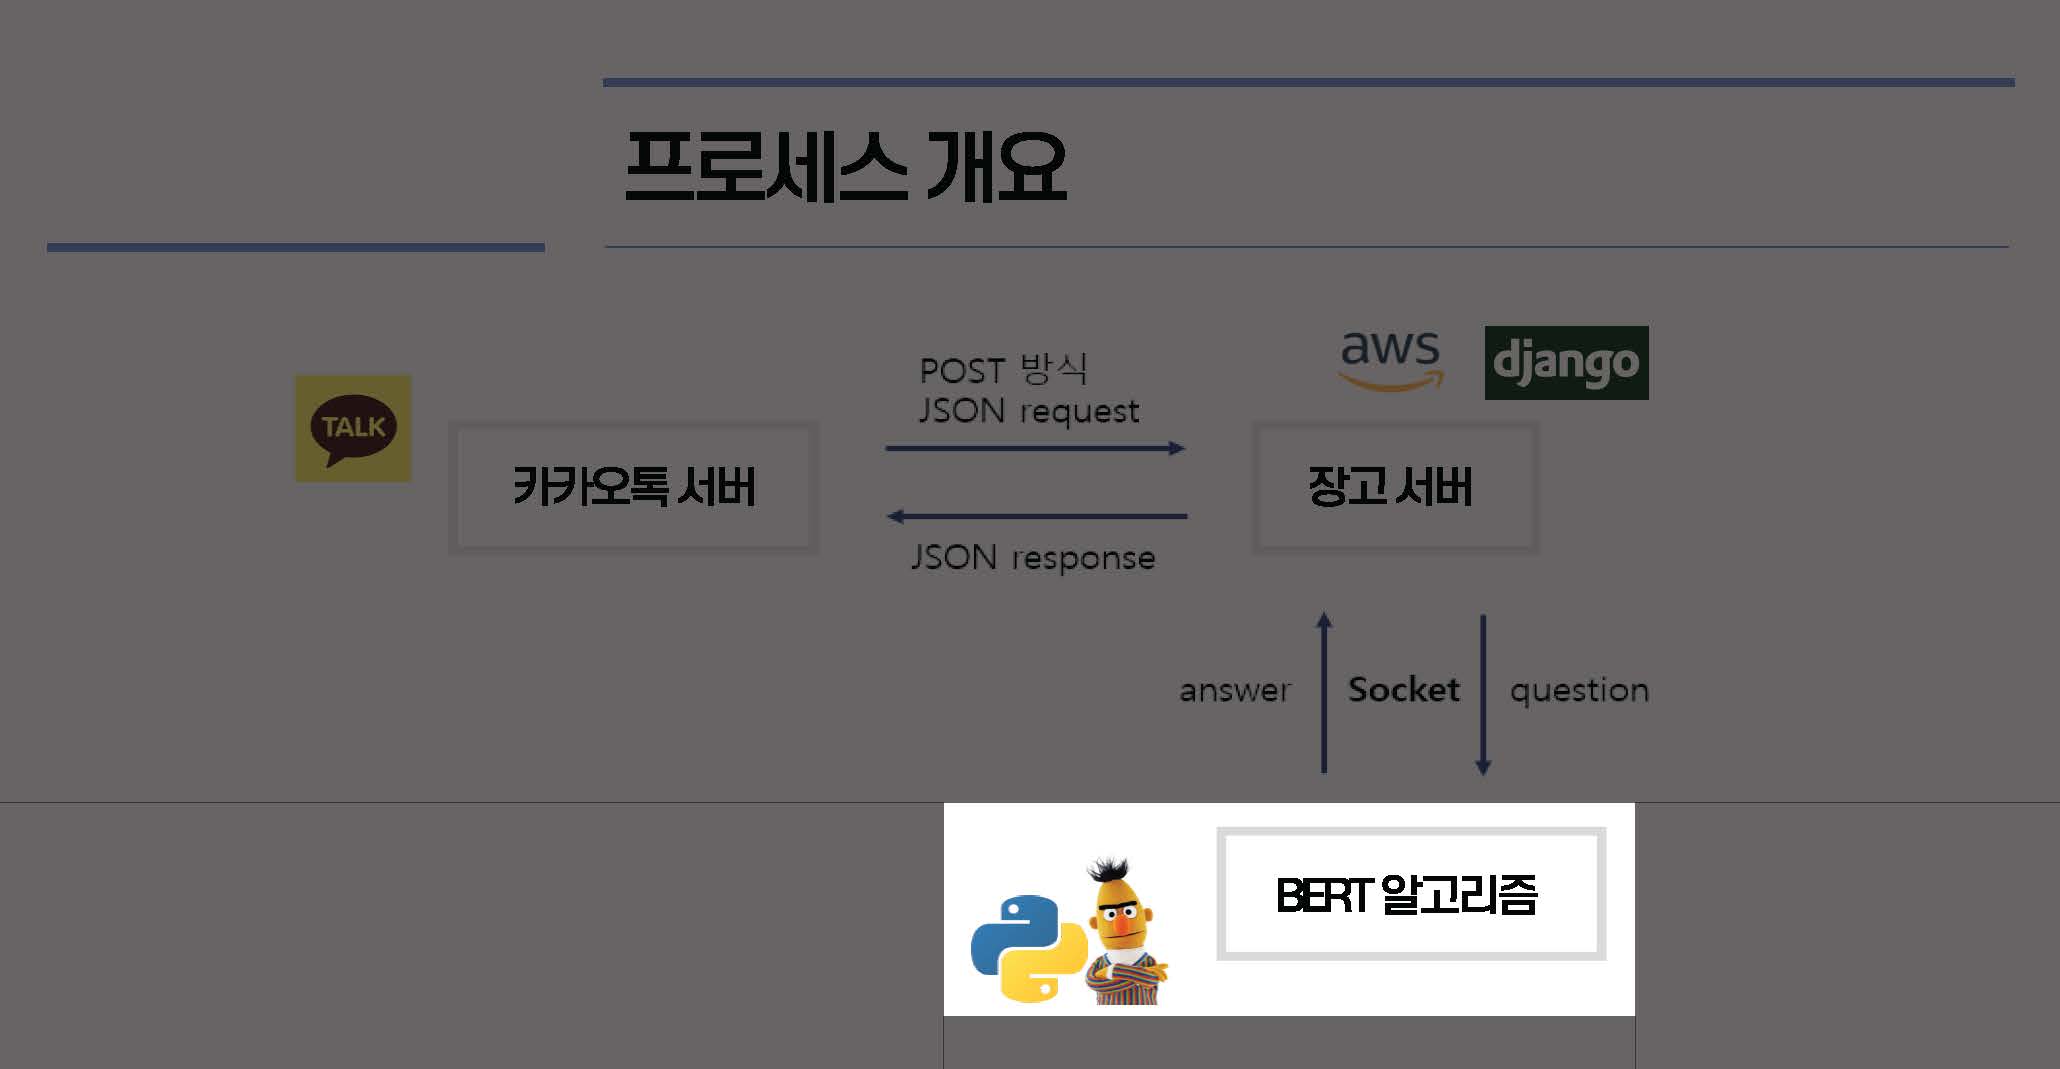 프로세스 개요
aws
django
TALK
POST 방식
JSON request
카카오톡 서버
장고 서버
JSON response
answer
Socket
question
BERT 알고리즘